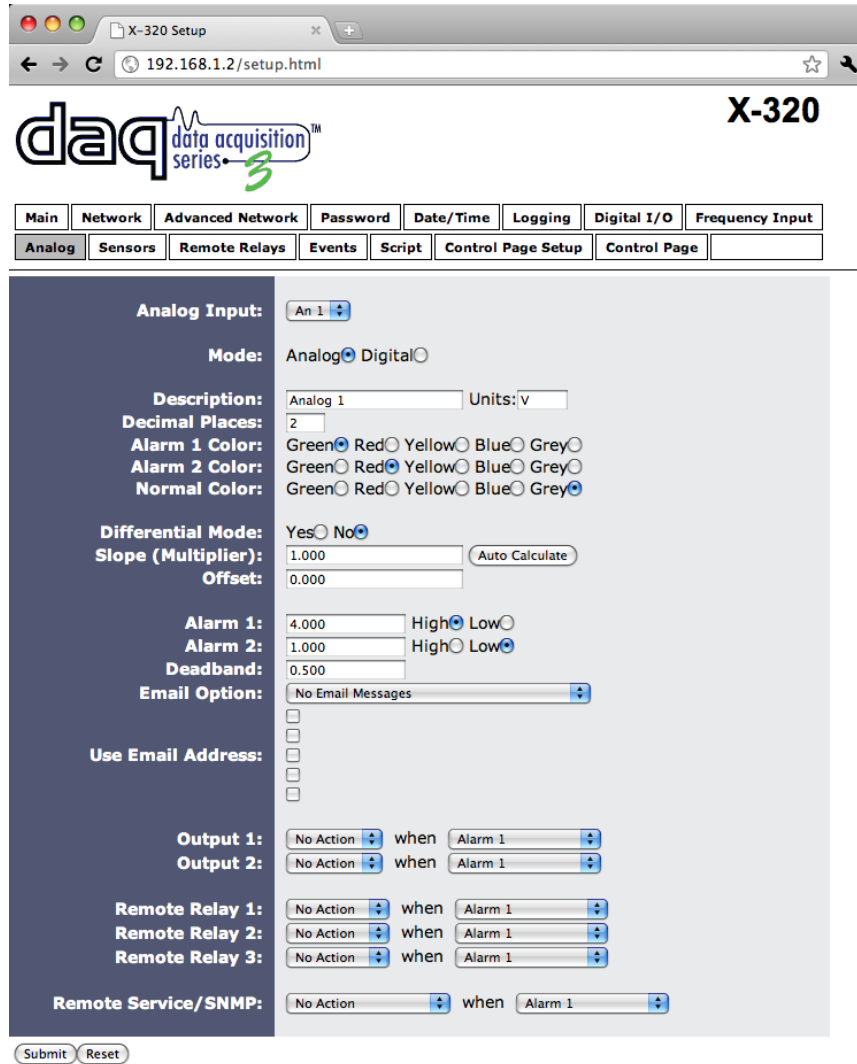 X-320 Setup
192.168.1.2/setup.html
daq data acquisition series 3 TM
X-320
Main Network Advanced Network Password Date/Time Logging Digital I/O Frequency Input
Analog Sensors Remote Relays Events Script Control Page Setup Control Page
Analog Input: An 1
Mode: Analog Digital
Description: Analog 1 Units: V
Decimal Places: 2
Alarm 1 Color: Green Red Yellow Blue Grey
Alarm 2 Color: Green Red Yellow Blue Grey
Normal Color: Green Red Yellow Blue Grey
Differential Mode: Yes No
Slope (Multiplier): 1.000 Auto Calculate
Offset: 0.000
Alarm 1: 4.000 High Low
Alarm 2: 1.000 High Low
Deadband: 0.500
Email Option: No Email Messages
Use Email Address:
Output 1: No Action when Alarm 1
Output 2: No Action when Alarm 1
Remote Relay 1: No Action when Alarm 1
Remote Relay 2: No Action when Alarm 1
Remote Relay 3: No Action when Alarm 1
Remote Service/SNMP: No Action when Alarm 1
Submit Reset